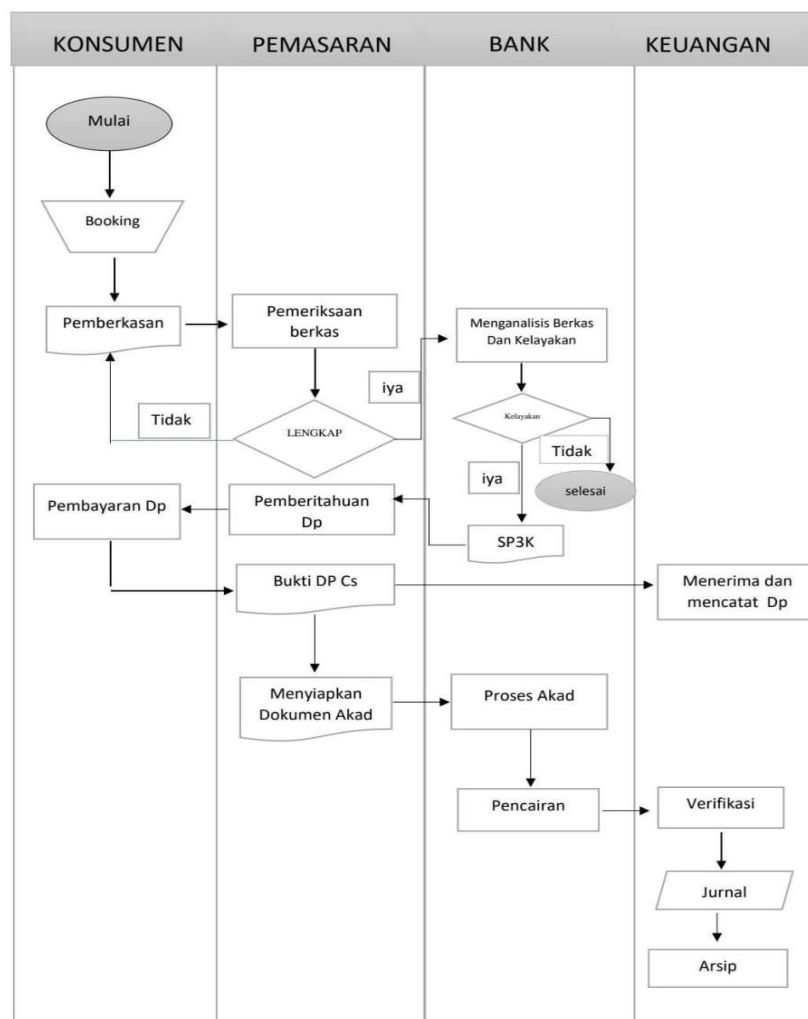 KONSUMEN
PEMASARAN
BANK
KEUANGAN
Mulai
Booking
Pemberkasan
Pemeriksaan
berkas
Menganalisis Berkas
Dan Kelayakan
iya
Tidak
LENGKAP
Kelayakan
Tidak
iya
selesai
Pembayaran Dp
Pemberitahuan
Dp
SP3K
Bukti DP Cs
Menerima dan
mencatat Dp
Menyiapkan
Dokumen Akad
Proses Akad
Pencairan
Verifikasi
Jurnal
Arsip